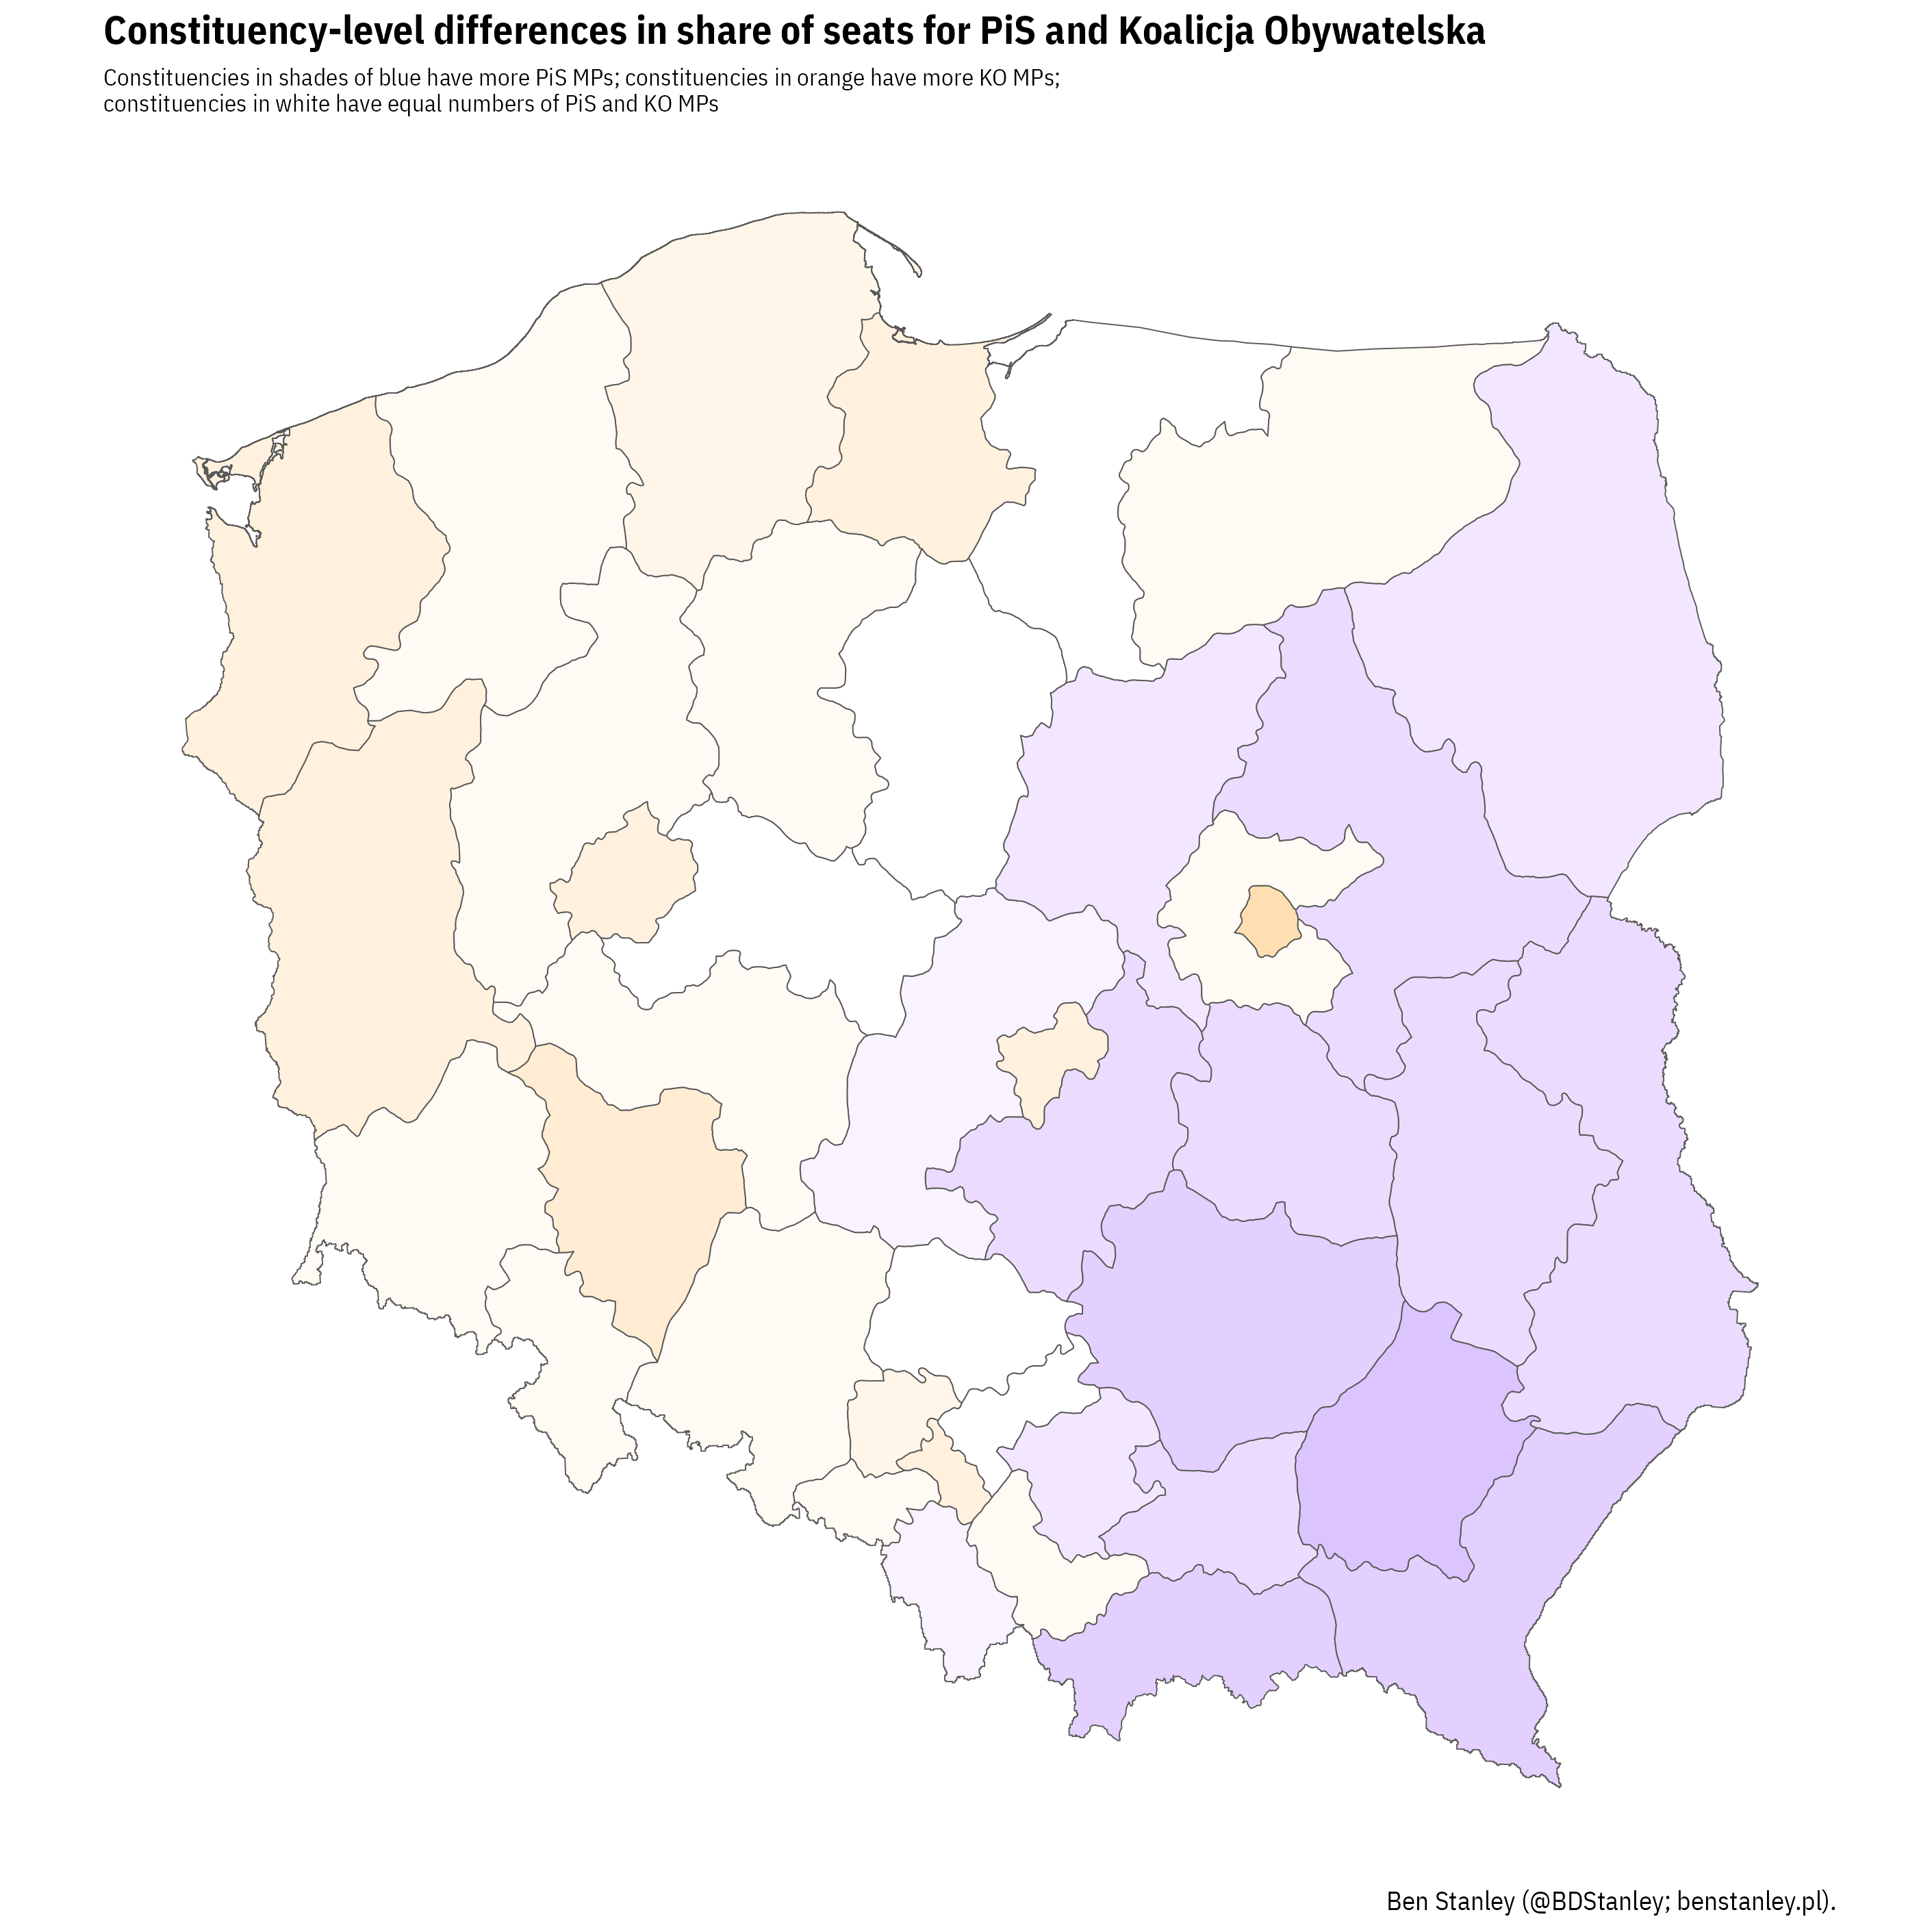 Constituency-level differences in share of seats for PiS and Koalicja Obywatelska
Constituencies in shades of blue have more PiS MPs; constituencies in orange have more KO MPs;
constituencies in white have equal numbers of PiS and KO MPs
Ben Stanley (@BDStanley; benstanley.pl).